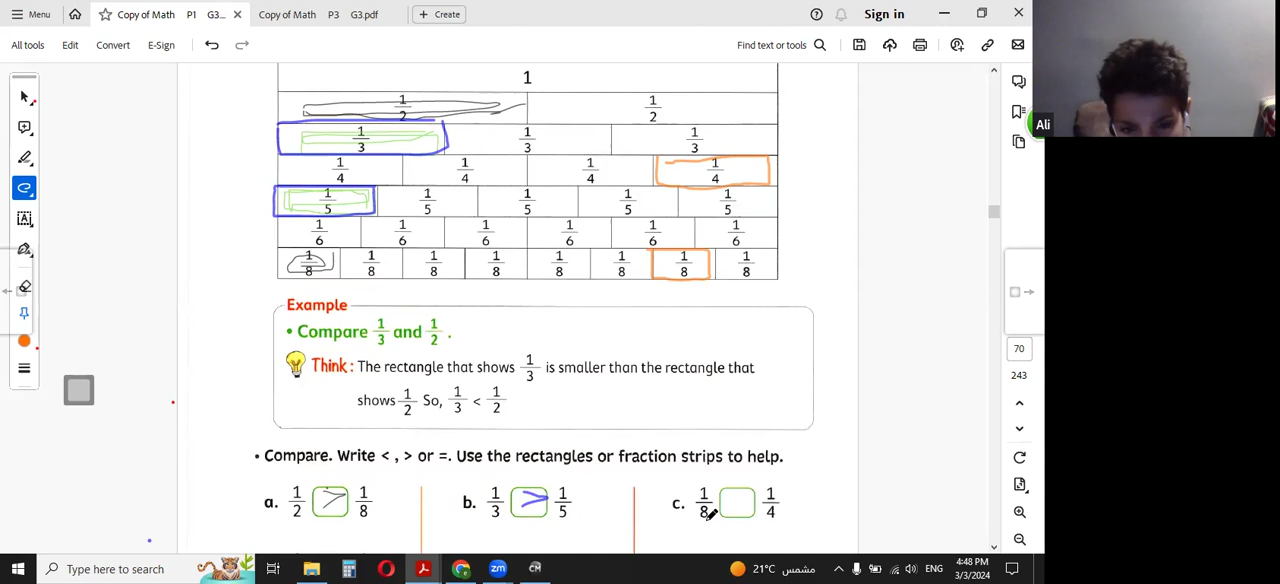 Menu
Copy of Math P1 G3...
Copy of Math P3 G3.pdf
+ Create
Sign in
All tools
Edit
Convert
E-Sign
Find text or tools
1
1/2 1/2
1/3 1/3 1/3
1/4 1/4 1/4 1/4
1/5 1/5 1/5 1/5 1/5
1/6 1/6 1/6 1/6 1/6 1/6
1/8 1/8 1/8 1/8 1/8 1/8 1/8 1/8
Example
• Compare 1/3 and 1/2 .
Think : The rectangle that shows 1/3 is smaller than the rectangle that
shows 1/2 So, 1/3 < 1/2
• Compare. Write < , > or =. Use the rectangles or fraction strips to help.
a. 1/2 > 1/8
b. 1/3 > 1/5
c. 1/8 1/4
Ali
70
243
Type here to search
21°C
مشمس
ENG
4:48 PM
3/3/2024